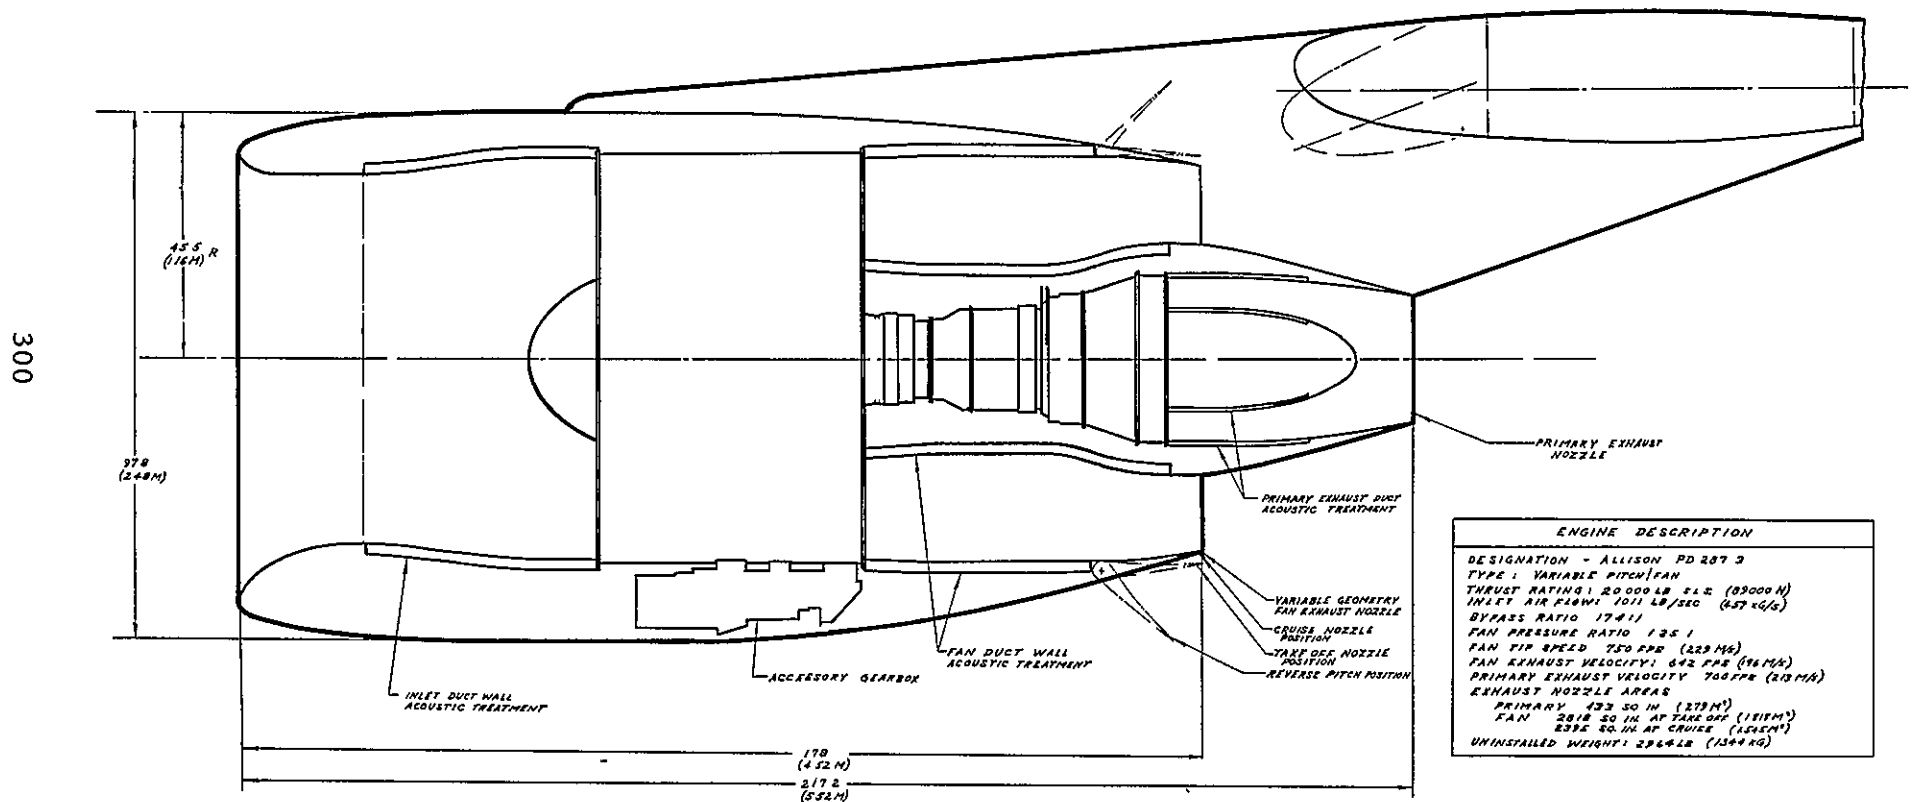 45 5 R
(1 16 M)
300
97 8
(2 48 M)
PRIMARY EXHAUST
NOZZLE
PRIMARY EXHAUST DUCT
ACOUSTIC TREATMENT
VARIABLE GEOMETRY
FAN EXHAUST NOZZLE
CRUISE NOZZLE
POSITION
TAKE OFF NOZZLE
POSITION
REVERSE PITCH POSITION
FAN DUCT WALL
ACOUSTIC TREATMENT
ACCESSORY GEARBOX
INLET DUCT WALL
ACOUSTIC TREATMENT
178
(4 52 M)
217 2
(5 52 M)
ENGINE DESCRIPTION
DESIGNATION - ALLISON PD 287 3
TYPE: VARIABLE PITCH/FAN
THRUST RATING: 20 000 LB SLS (89000 N)
INLET AIR FLOW: 1011 LB/SEC (457 KG/S)
BYPASS RATIO 17 4:1
FAN PRESSURE RATIO 1 25 1
FAN TIP SPEED 750 FPS (229 M/S)
FAN EXHAUST VELOCITY: 642 FPS (196 M/S)
PRIMARY EXHAUST VELOCITY 700 FPS (213 M/S)
EXHAUST NOZZLE AREAS
PRIMARY 433 SQ IN (279 M²)
FAN 2818 SQ IN. AT TAKE OFF (1 818 M²)
2395 SQ. IN. AT CRUISE (1.545 M²)
UNINSTALLED WEIGHT: 2964 LB (1344 KG)